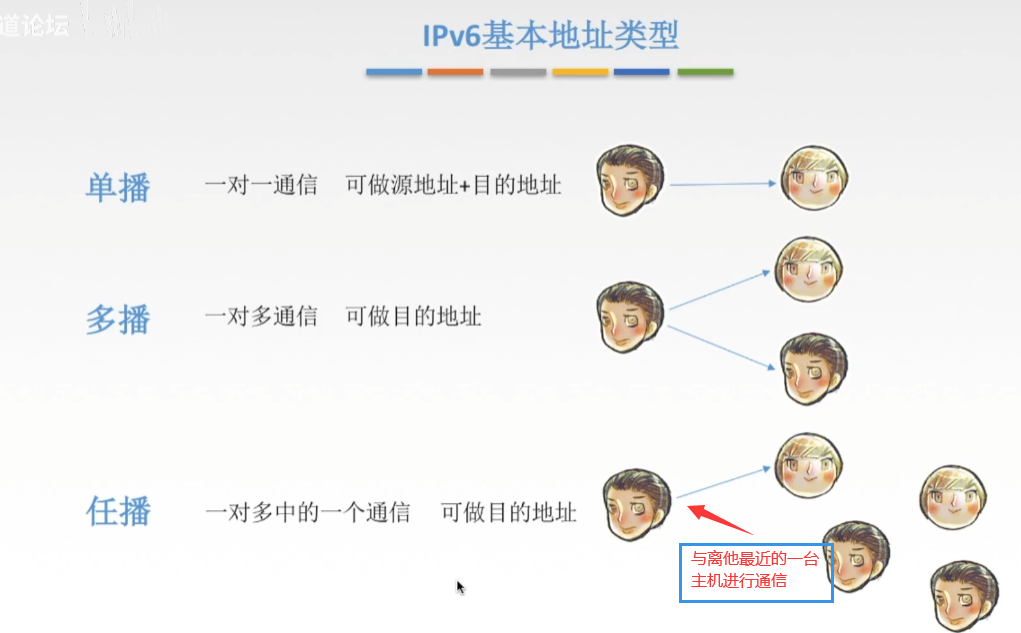 道论坛
IPv6基本地址类型
单播 一对一通信 可做源地址+目的地址
多播 一对多通信 可做目的地址
任播 一对多中的一个通信 可做目的地址
与离他最近的一台
主机进行通信